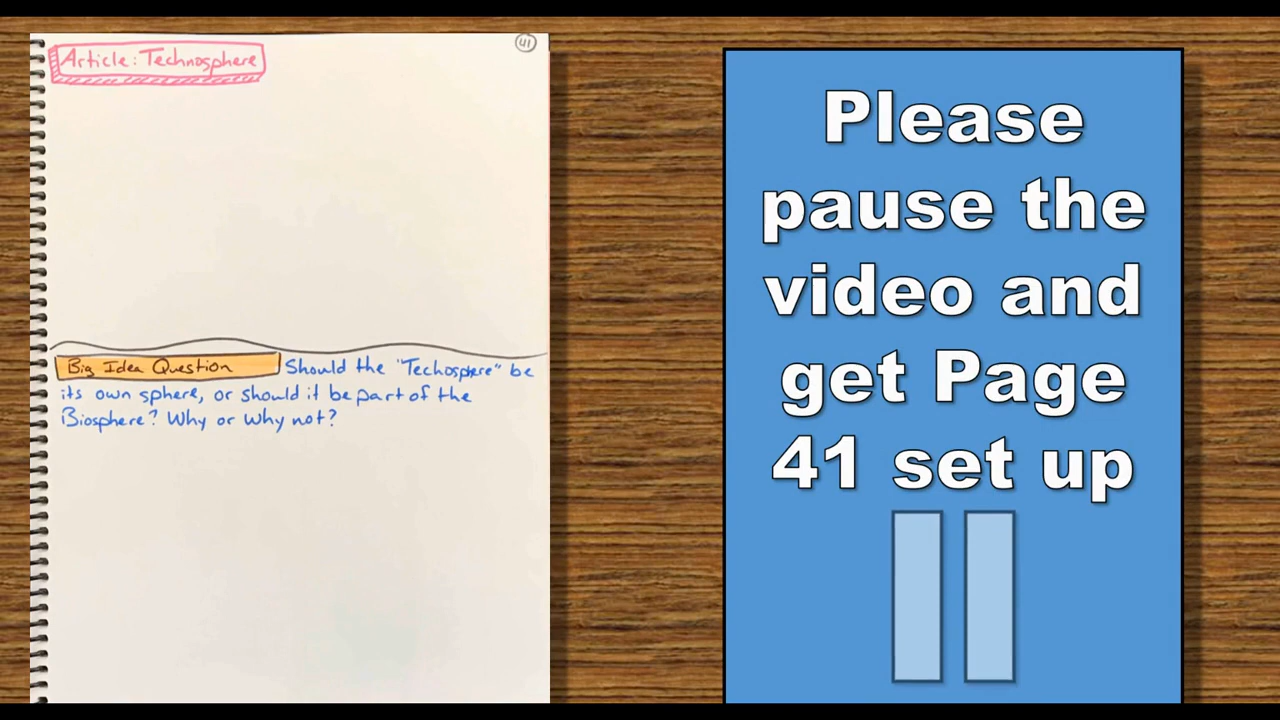 Article: Technosphere
41
Big Idea Question Should the "Techosptere" be
its own sphere, or should it be part of the
Biosphere? Why or Why not?
Please
pause the
video and
get Page
41 set up